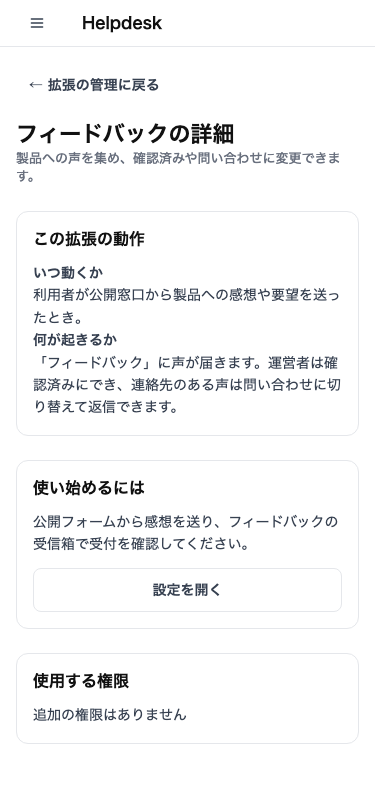 Helpdesk
← 拡張の管理に戻る
フィードバックの詳細
製品への声を集め、確認済みや問い合わせに変更できま
す。
この拡張の動作
いつ動くか
利用者が公開窓口から製品への感想や要望を送っ
たとき。
何が起きるか
「フィードバック」に声が届きます。運営者は確
認済みにでき、連絡先のある声は問い合わせに切
り替えて返信できます。
使い始めるには
公開フォームから感想を送り、フィードバックの
受信箱で受付を確認してください。
設定を開く
使用する権限
追加の権限はありません